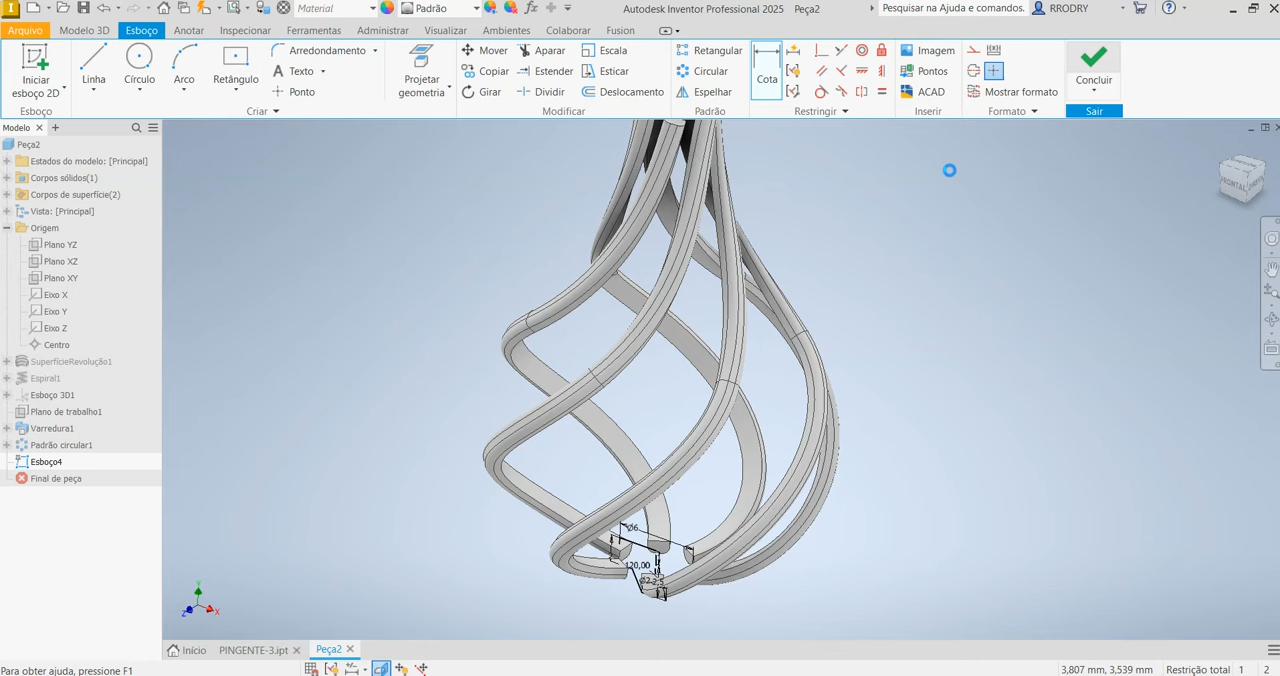 Material
Padrão
Autodesk Inventor Professional 2025 Peça2
Pesquisar na Ajuda e comandos.
RRODRY
Arquivo Modelo 3D Esboço Anotar Inspecionar Ferramentas Administrar Visualizar Ambientes Colaborar Fusion
Iniciar esboço 2D
Linha
Círculo
Arco
Retângulo
Arredondamento
Texto
Ponto
Projetar geometria
Mover
Copiar
Girar
Aparar
Estender
Dividir
Escala
Esticar
Deslocamento
Retangular
Circular
Espelhar
Cota
Imagem
Pontos
ACAD
Mostrar formato
Concluir
Esboço Criar Modificar Padrão Restringir Inserir Formato Sair
Modelo
Peça2
Estados do modelo: [Principal]
Corpos sólidos(1)
Corpos de superfície(2)
Vista: [Principal]
Origem
Plano YZ
Plano XZ
Plano XY
Eixo X
Eixo Y
Eixo Z
Centro
SuperfícieRevolução1
Espiral1
Esboço 3D1
Plano de trabalho1
Varredura1
Padrão circular1
Esboço4
Final de peça
FRONTAL
Ø6
120,00
Y
Z X
Início PINGENTE-3.ipt Peça2
Para obter ajuda, pressione F1
3,807 mm, 3,539 mm Restrição total 1 2